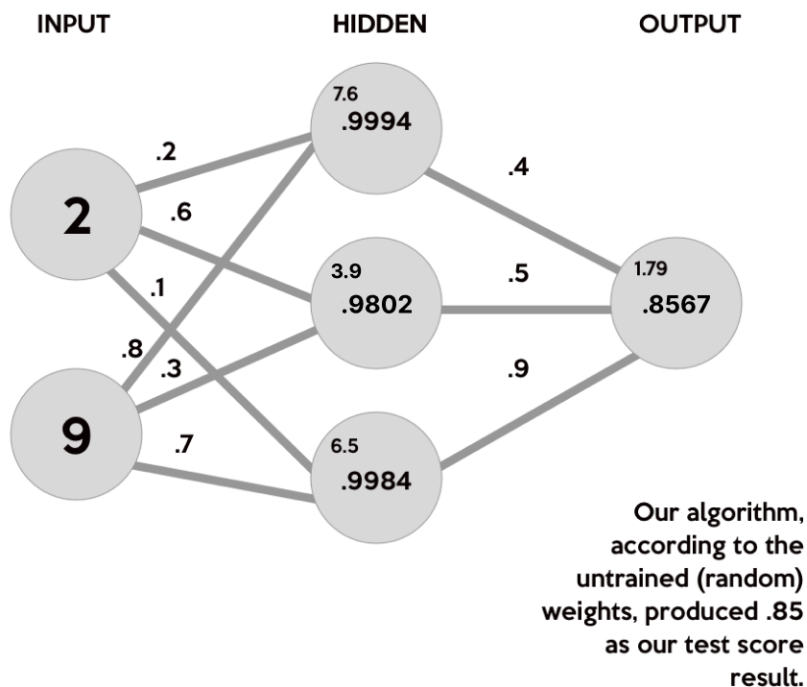 INPUT HIDDEN OUTPUT
7.6
.9994
.2
.4
2
.6
1.79
3.9
.5
.8567
.9802
.1
.8
.3
.9
9
.7
6.5
.9984
Our algorithm,
according to the
untrained (random)
weights, produced .85
as our test score
result.